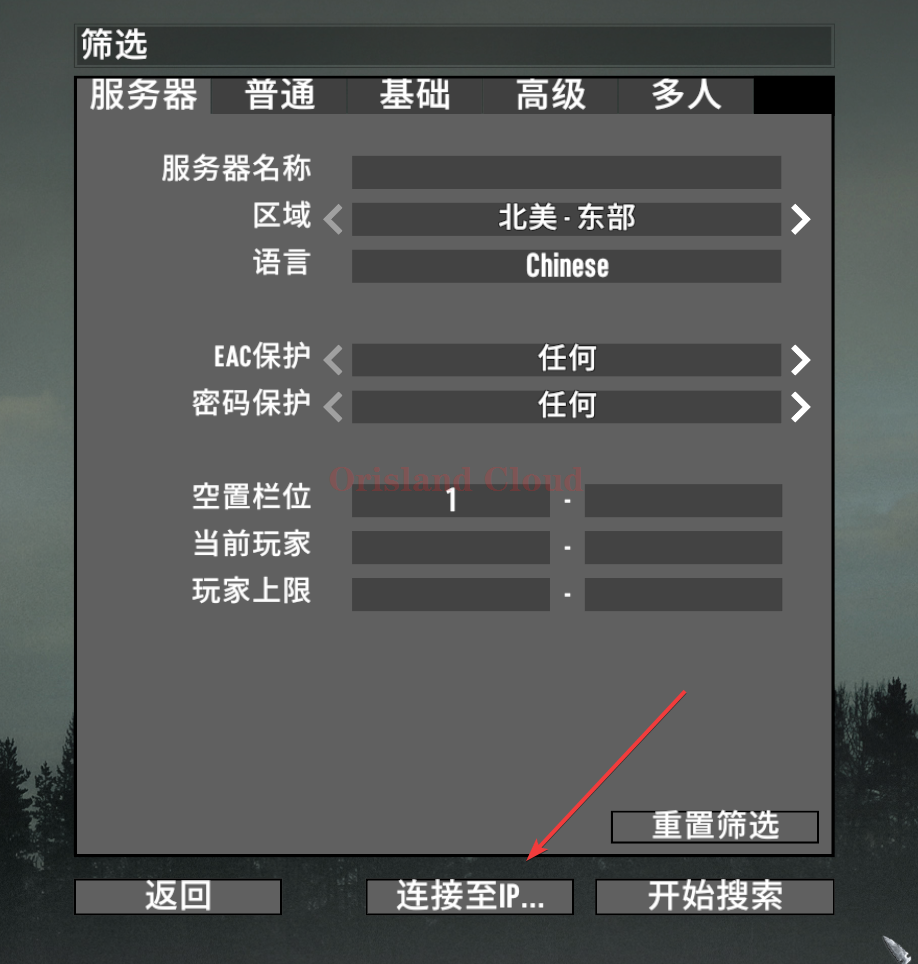 筛选
服务器 普通 基础 高级 多人
服务器名称
区域 北美 - 东部
语言 Chinese
EAC保护 任何
密码保护 任何
Orisland Cloud
空置栏位 1 -
当前玩家 -
玩家上限 -
重置筛选
返回 连接至IP... 开始搜索